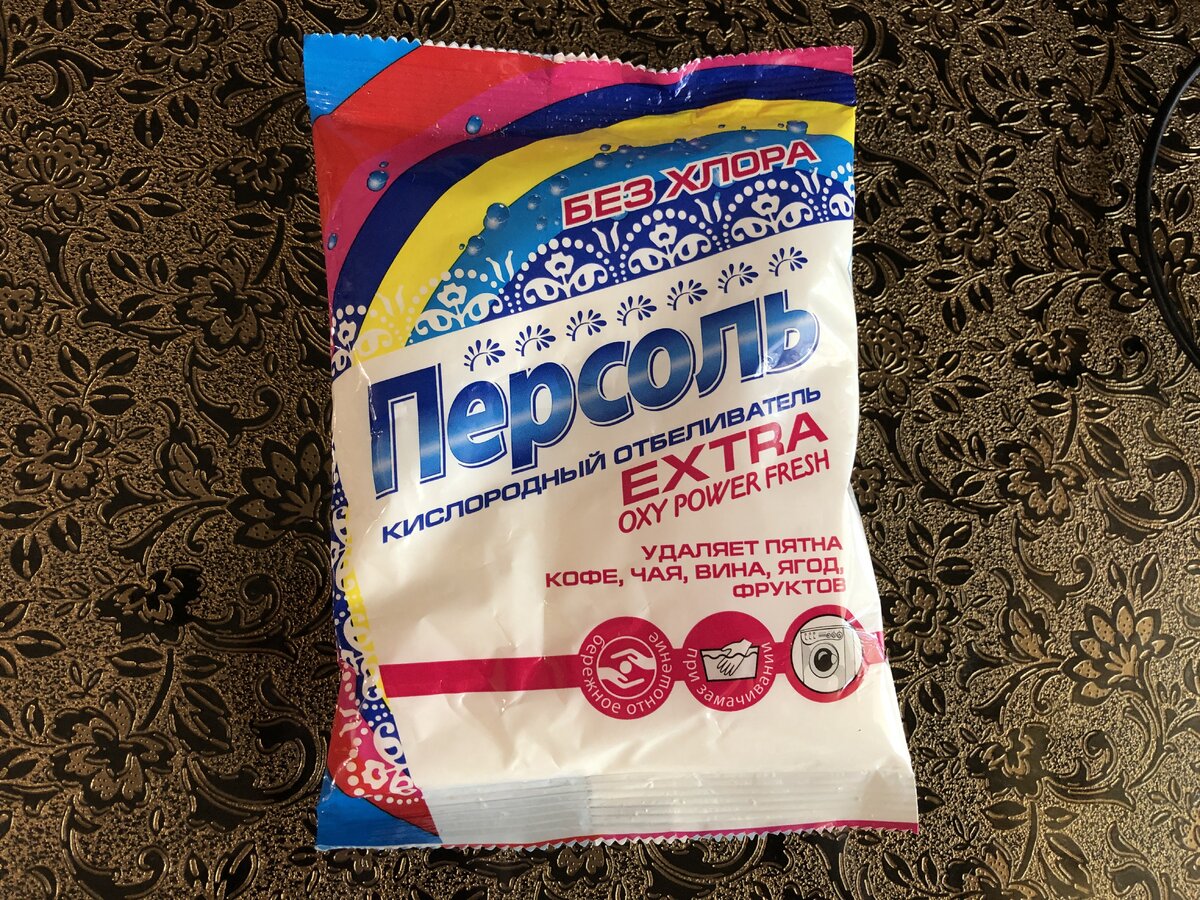 БЕЗ ХЛОРА
Персоль
КИСЛОРОДНЫЙ ОТБЕЛИВАТЕЛЬ
EXTRA
OXY POWER FRESH
УДАЛЯЕТ ПЯТНА
КОФЕ, ЧАЯ, ВИНА, ЯГОД,
ФРУКТОВ
бережное отношение
при замачивании